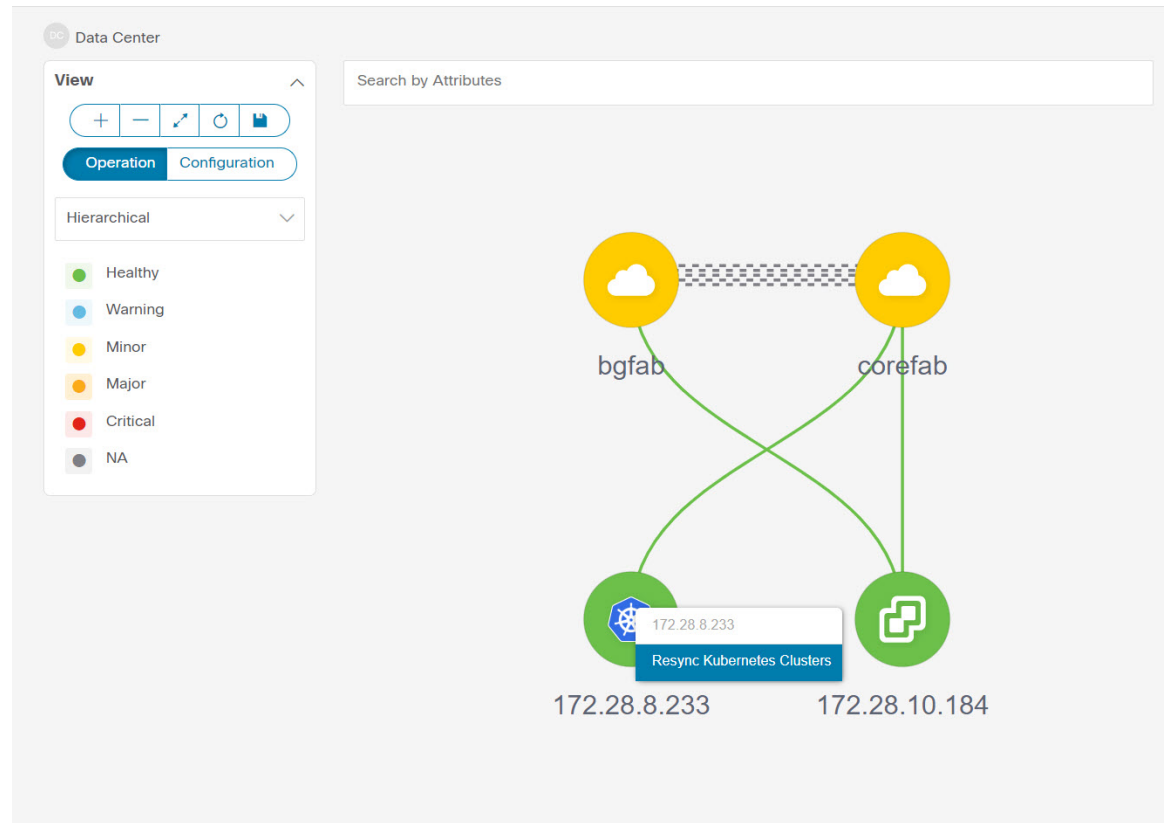 DC Data Center
View
Search by Attributes
Operation Configuration
Hierarchical
Healthy
Warning
Minor
Major
Critical
NA
bgfab
corefab
172.28.8.233
Resync Kubernetes Clusters
172.28.8.233
172.28.10.184